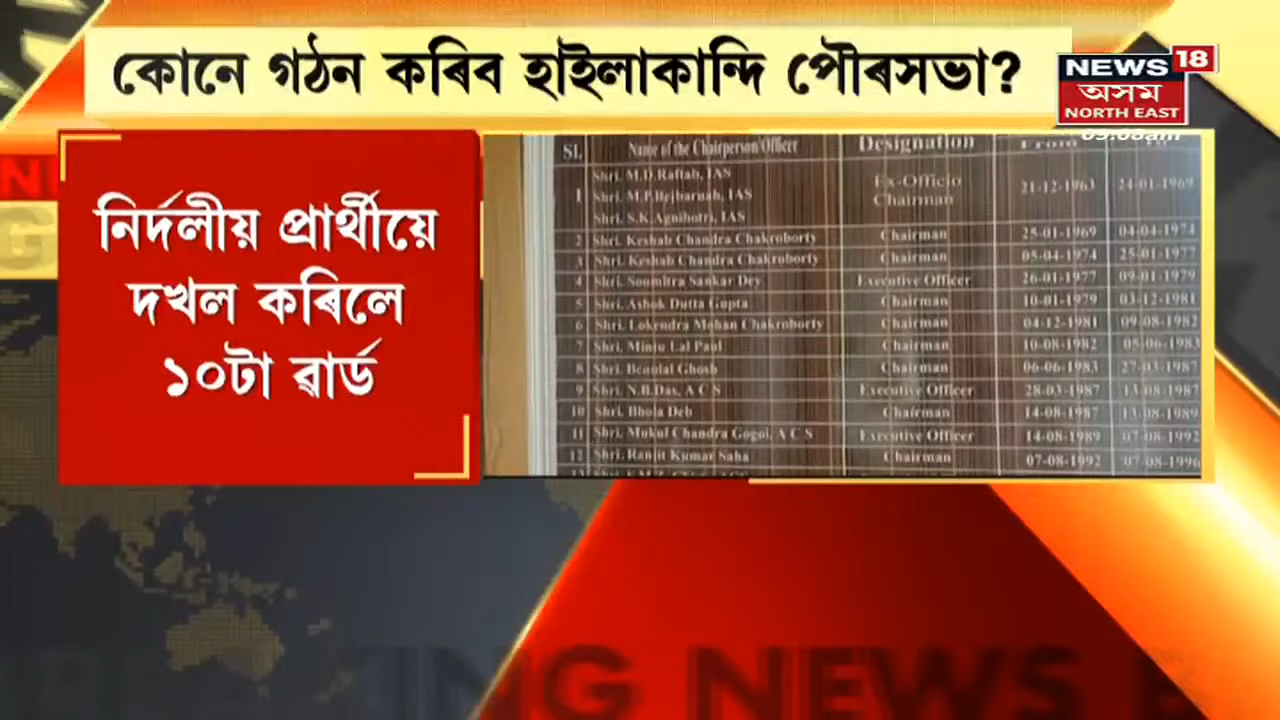 কোনে গঠন কৰিব হাইলাকান্দি পৌৰসভা?
NEWS 18
অসম
NORTH EAST
09:08am
নিৰ্দলীয় প্ৰাৰ্থীয়ে
দখল কৰিলে
১০টা ৱাৰ্ড
SL Name of the Chairperson/Officer Designation From
Shri. M.D.Raftab, IAS
1 Shri. M.P.Bejbaruah, IAS Ex-Officio Chairman 21-12-1963 24-01-1969
Shri. S.K.Agnihotri, IAS
2 Shri. Keshab Chandra Chakroborty Chairman 25-01-1969 04-04-1974
3 Shri. Keshab Chandra Chakroborty Chairman 05-04-1974 25-01-1977
4 Shri. Soumitra Sankar Dey Executive Officer 26-01-1977 09-01-1979
5 Shri. Ashok Dutta Gupta Chairman 10-01-1979 03-12-1981
6 Shri. Lokendra Mohan Chakroborty Chairman 04-12-1981 09-08-1982
7 Shri. Minju Lal Paul Chairman 10-08-1982 05-06-1983
8 Shri. Benulal Ghosh Chairman 06-06-1983 27-03-1987
9 Shri. N.B.Das, A C S Executive Officer 28-03-1987 13-08-1987
10 Shri. Bhola Deb Chairman 14-08-1987 13-08-1989
11 Shri. Mukul Chandra Gogoi, A C S Executive Officer 14-08-1989 07-08-1992
12 Shri. Ranjit Kumar Saha Chairman 07-08-1992 07-08-1996
BREAKING NEWS